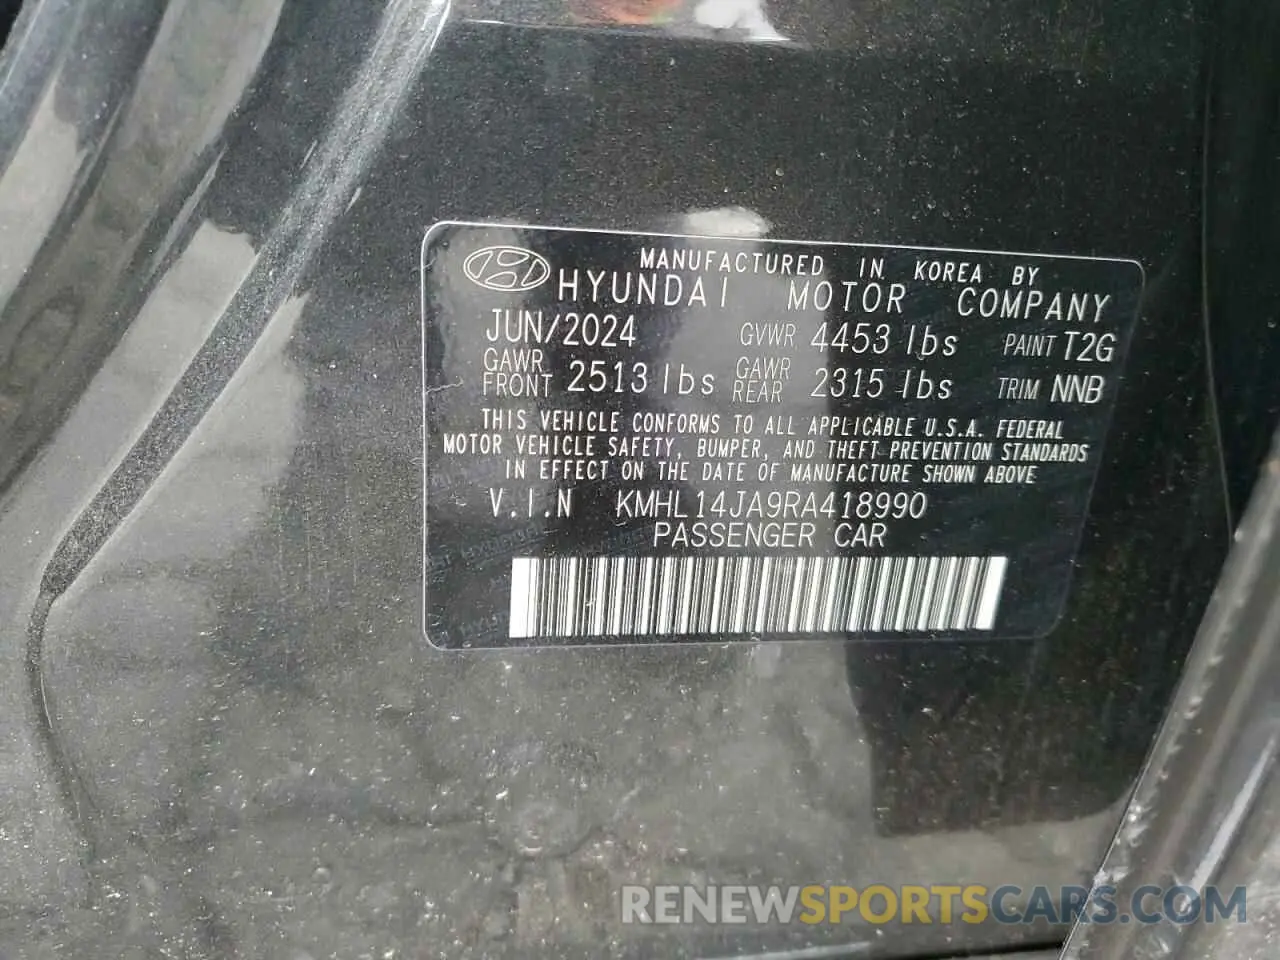 MANUFACTURED IN KOREA BY
HYUNDAI MOTOR COMPANY
JUN/2024 GVWR 4453 lbs PAINT T2G
GAWR FRONT 2513 lbs GAWR REAR 2315 lbs TRIM NNB
THIS VEHICLE CONFORMS TO ALL APPLICABLE U.S.A. FEDERAL
MOTOR VEHICLE SAFETY, BUMPER, AND THEFT PREVENTION STANDARDS
IN EFFECT ON THE DATE OF MANUFACTURE SHOWN ABOVE
V.I.N KMHL14JA9RA418990
PASSENGER CAR
RENEWSPORTSCARS.COM